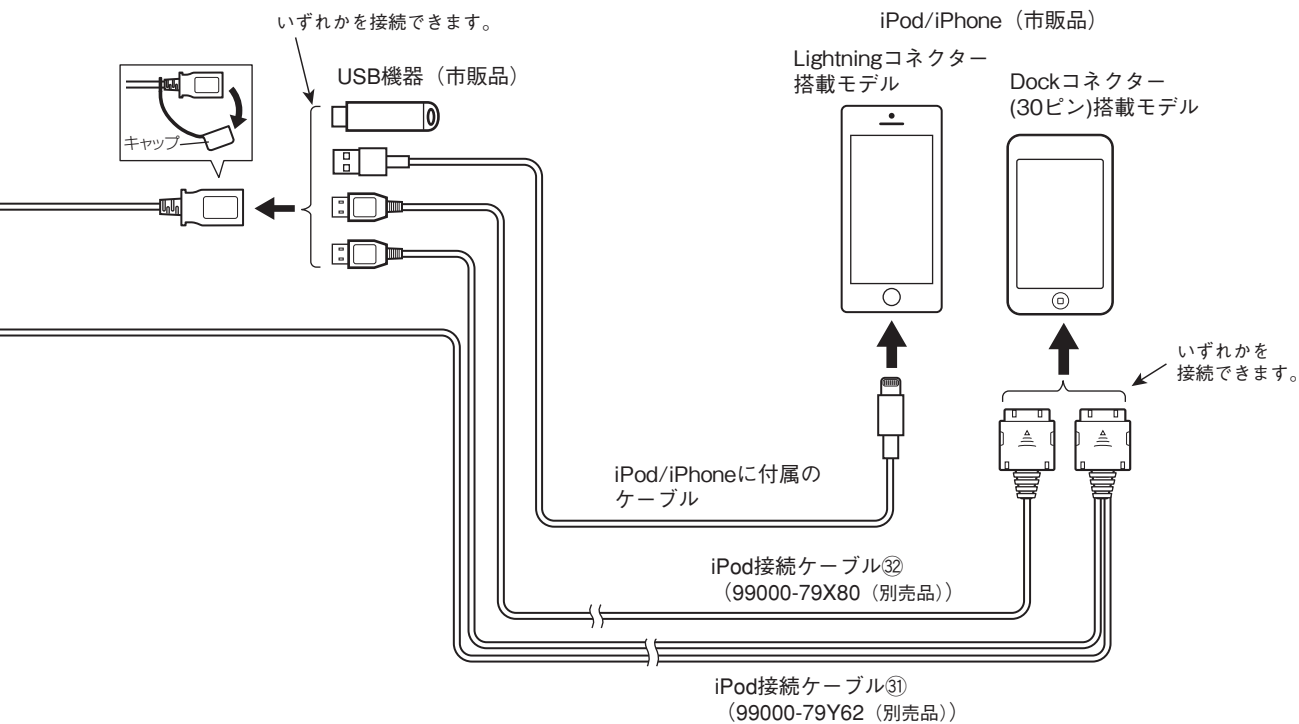 いずれかを接続できます。
iPod/iPhone（市販品）
USB機器（市販品）
Lightningコネクター
搭載モデル
Dockコネクター
(30ピン)搭載モデル
キャップ
いずれかを
接続できます。
iPod/iPhoneに付属の
ケーブル
iPod接続ケーブル㉜
（99000-79X80（別売品））
iPod接続ケーブル㉛
（99000-79Y62（別売品））